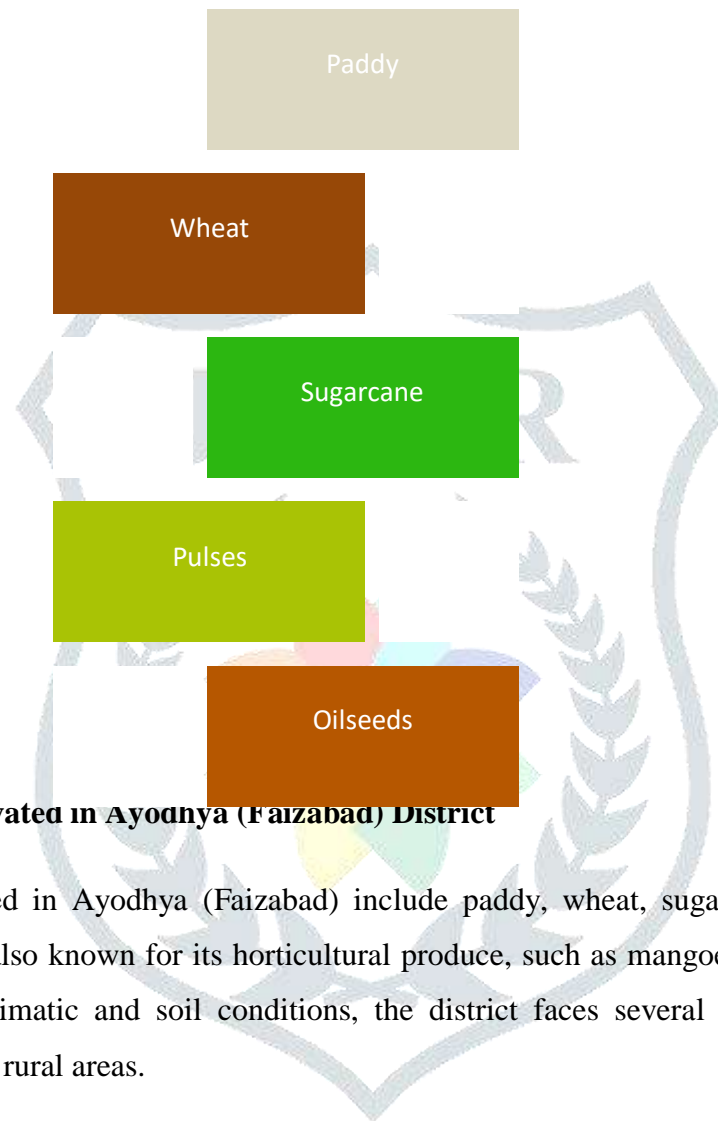 Paddy
Wheat
Sugarcane
Pulses
Oilseeds
in Ayodhya (Faizabad) District
in Ayodhya (Faizabad) include paddy, wheat,
also known for its horticultural produce, such as
and soil conditions, the district faces several
rural areas.